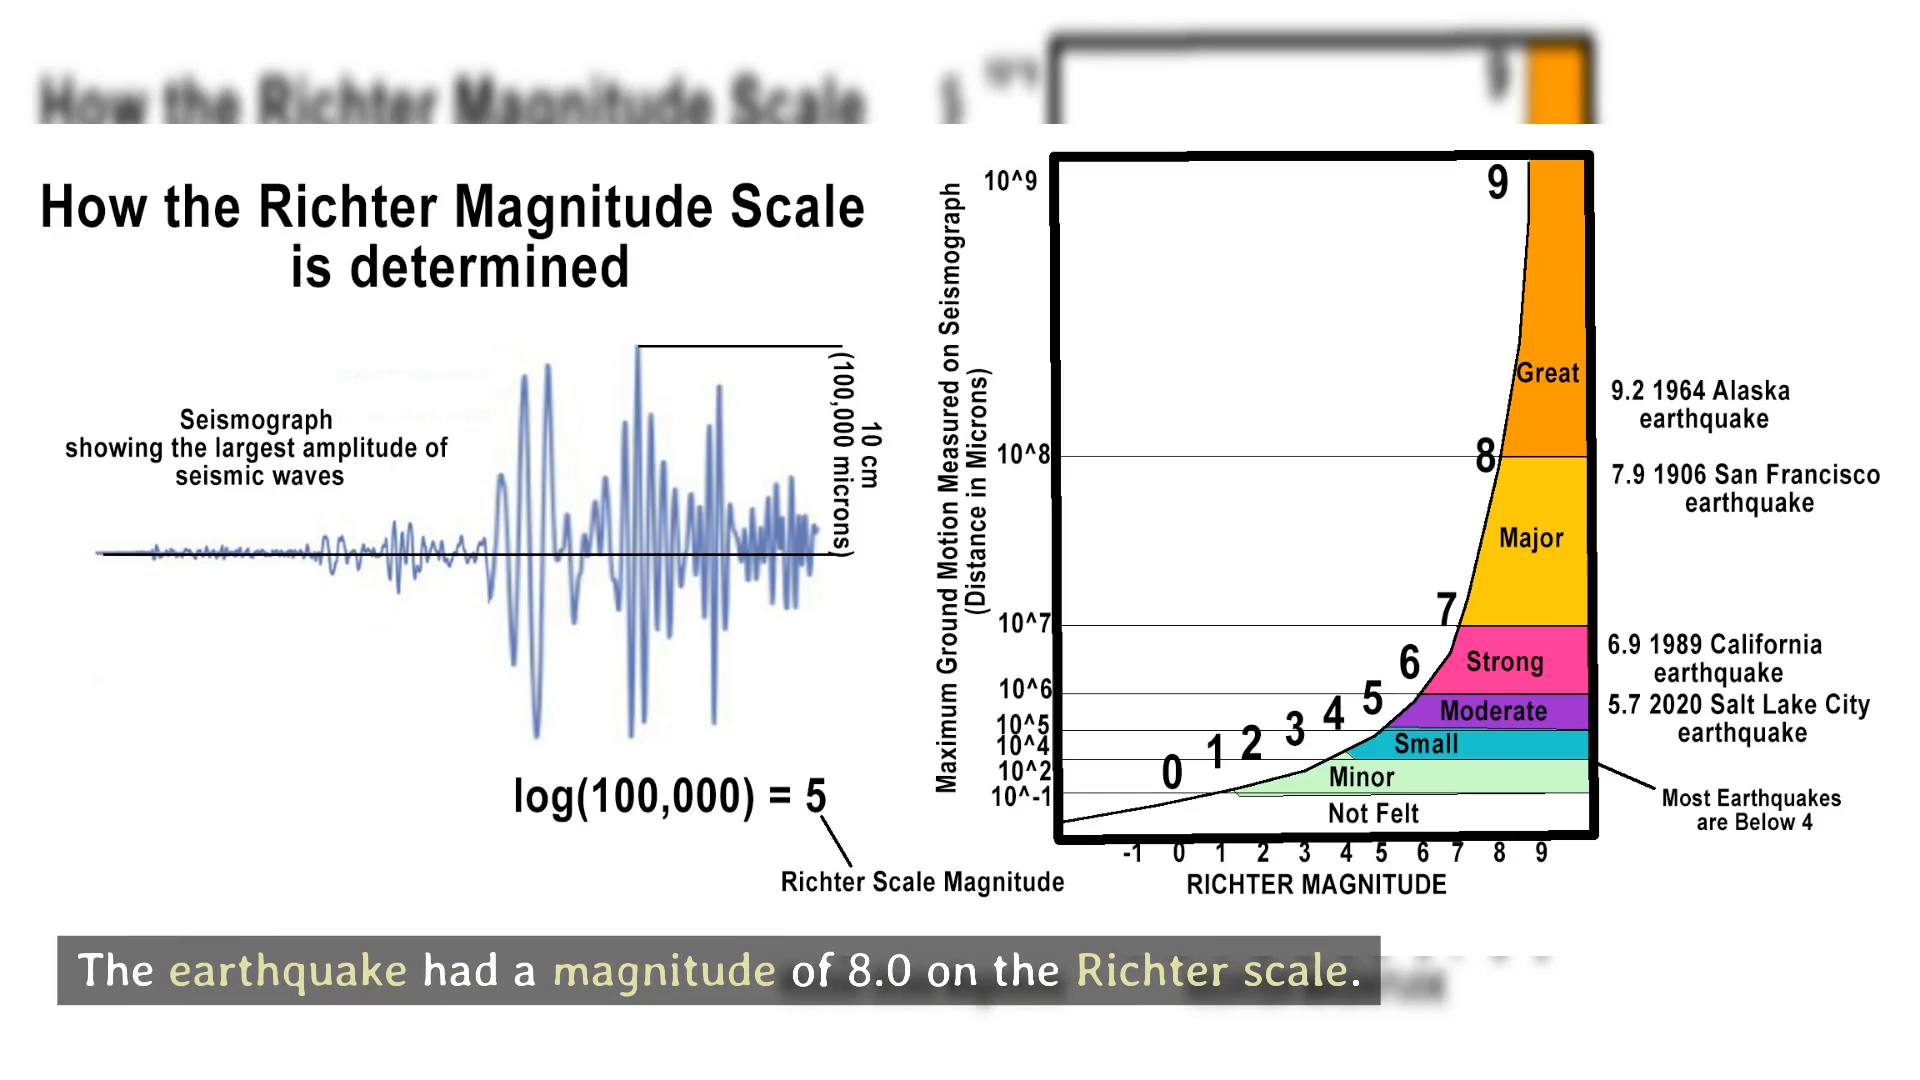 How the Richter Magnitude Scale
How the Richter Magnitude Scale
is determined
Seismograph
showing the largest amplitude of
seismic waves
10 cm
(100,000 microns)
log(100,000) = 5
Richter Scale Magnitude
Maximum Ground Motion Measured on Seismograph
(Distance in Microns)
10^9
10^8
10^7
10^6
10^5
10^4
10^2
10^-1
9
8
7
6
5
4
3
2
1
0
Great
Major
Strong
Moderate
Small
Minor
Not Felt
-1 0 1 2 3 4 5 6 7 8 9
RICHTER MAGNITUDE
9.2 1964 Alaska
earthquake
7.9 1906 San Francisco
earthquake
6.9 1989 California
earthquake
5.7 2020 Salt Lake City
earthquake
Most Earthquakes
are Below 4
The earthquake had a magnitude of 8.0 on the Richter scale.